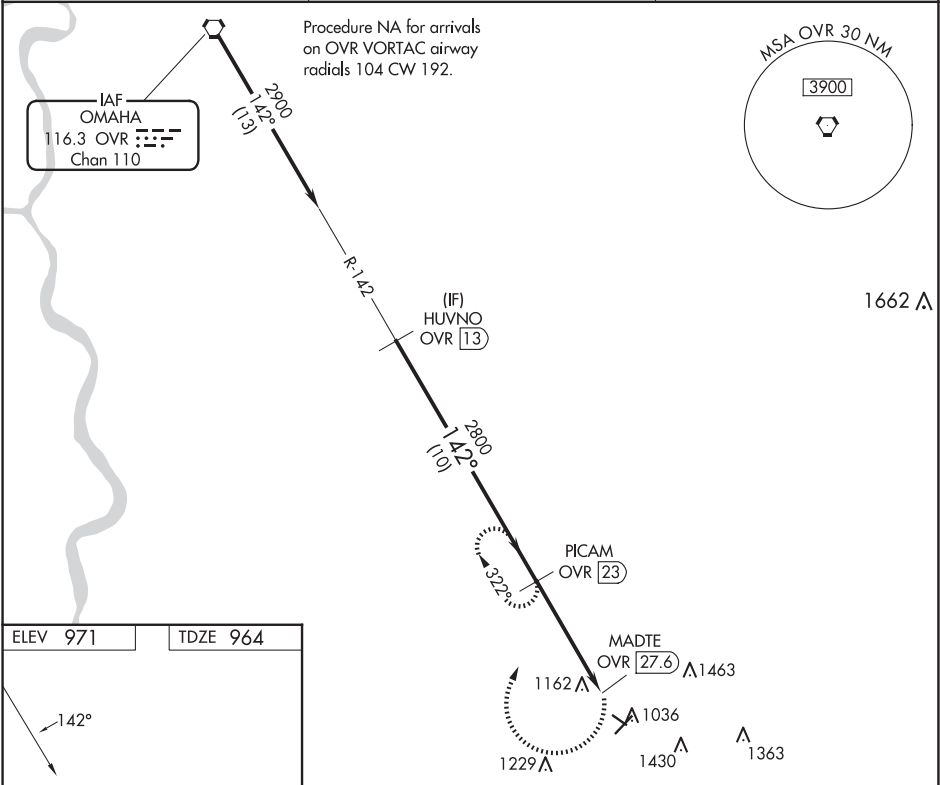 Procedure NA for arrivals
on OVR VORTAC airway
radials 104 CW 192.
MSA OVR 30 NM
3900
IAF
OMAHA
116.3 OVR
Chan 110
2900
142°
(13)
R-142
(IF)
HUVNO
OVR 13
1662
2800
142°
(10)
322°
PICAM
OVR 23
MADTE
OVR 27.6
1463
1162
1036
1229
1430
1363
ELEV 971
TDZE 964
142°